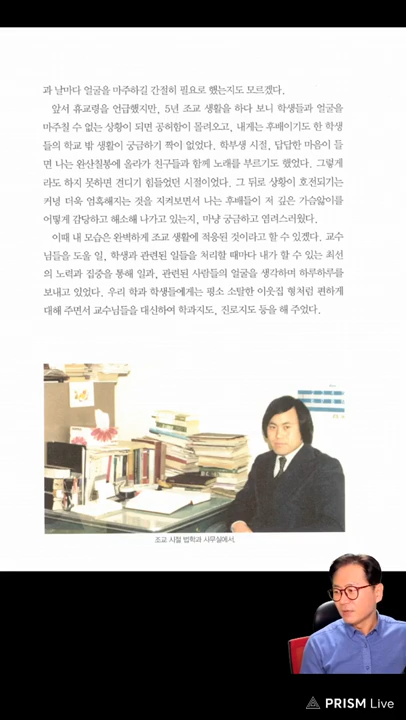 과 날마다 얼굴을 마주하길 간절히 필요로 했는지도 모르겠다.
앞서 휴교령을 언급했지만, 5년 조교 생활을 하다 보니 학생들과 얼굴을
마주칠 수 없는 상황이 되면 공허함이 몰려오고, 내게는 후배이기도 한 학생
들의 학교 밖 생활이 궁금하기 짝이 없었다. 학부생 시절, 답답한 마음이 들
면 나는 완산칠봉에 올라가 친구들과 함께 노래를 부르기도 했었다. 그렇게
라도 하지 못하면 견디기 힘들었던 시절이었다. 그 뒤로 상황이 호전되기는
커녕 더욱 엄혹해지는 것을 지켜보면서 나는 후배들이 저 깊은 가슴앓이를
어떻게 감당하고 해소해 나가고 있는지, 마냥 궁금하고 염려스러웠다.
이때 내 모습은 완벽하게 조교 생활에 적응된 것이라고 할 수 있겠다. 교수
님들을 도울 일, 학생과 관련된 일들을 처리할 때마다 내가 할 수 있는 최선
의 노력과 집중을 통해 일과, 관련된 사람들의 얼굴을 생각하며 하루하루를
보내고 있었다. 우리 학과 학생들에게는 평소 소탈한 이웃집 형처럼 편하게
대해 주면서 교수님들을 대신하여 학과지도, 진로지도 등을 해 주었다.
조교 시절 법학과 사무실에서.
PRISM Live